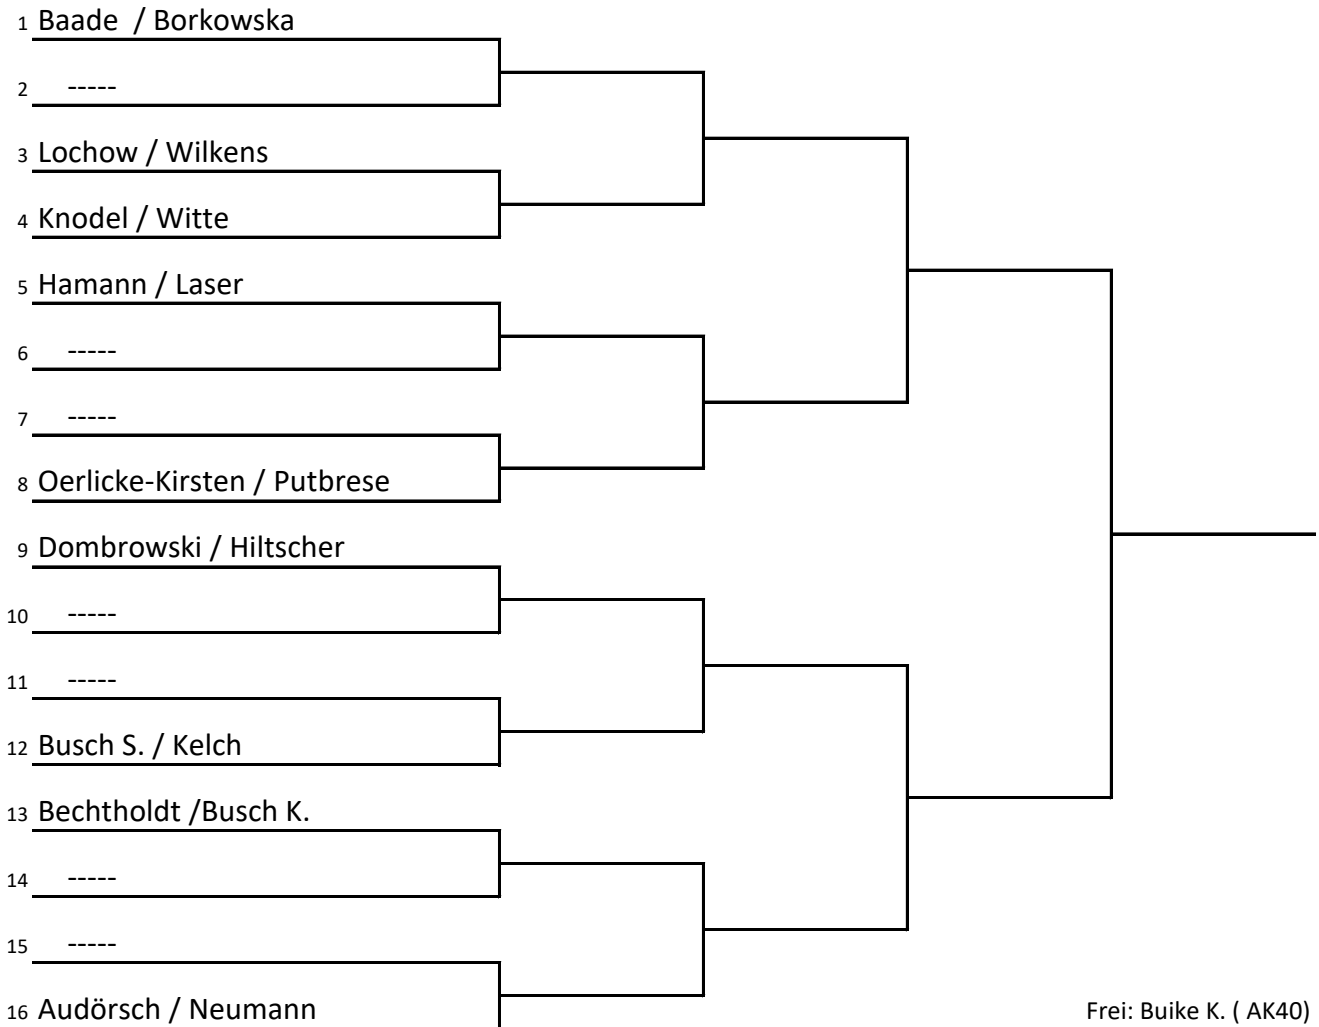 1 Baade / Borkowska
2 -----
3 Lochow / Wilkens
4 Knodel / Witte
5 Hamann / Laser
6 -----
7 -----
8 Oerlicke-Kirsten / Putbrese
9 Dombrowski / Hiltscher
10 -----
11 -----
12 Busch S. / Kelch
13 Bechtholdt /Busch K.
14 -----
15 -----
16 Audörsch / Neumann
Frei: Buike K. ( AK40)